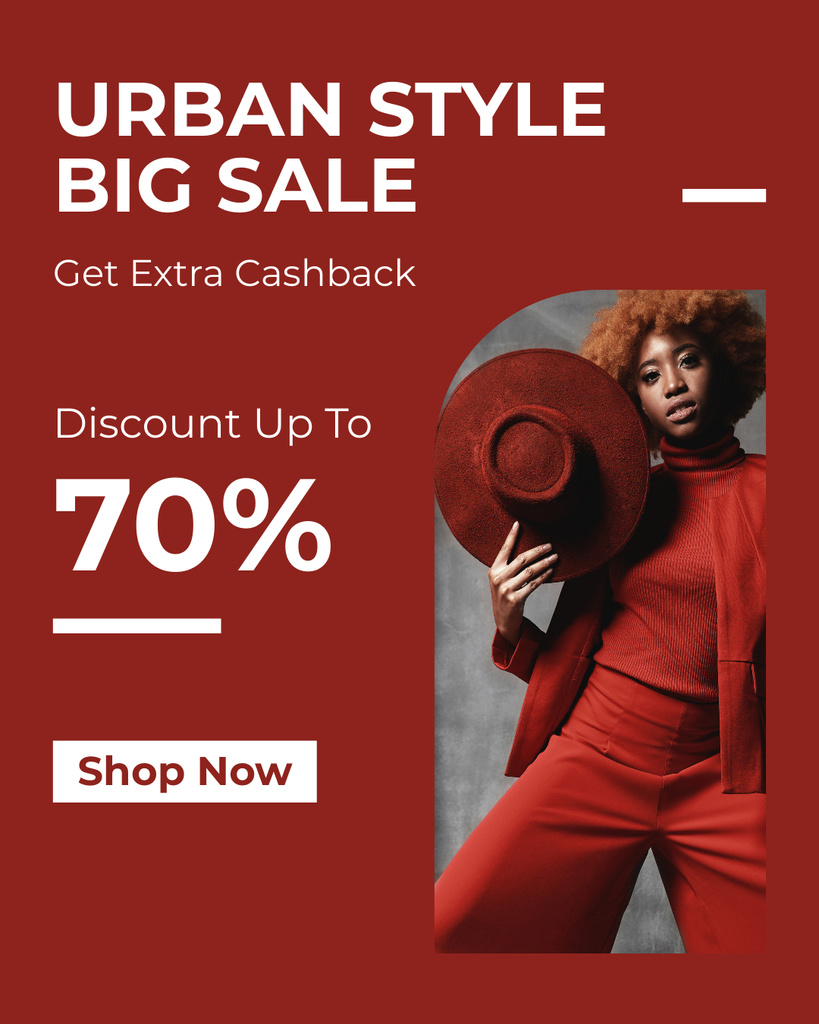 URBAN STYLE
BIG SALE
Get Extra Cashback
Discount Up To
70%
Shop Now